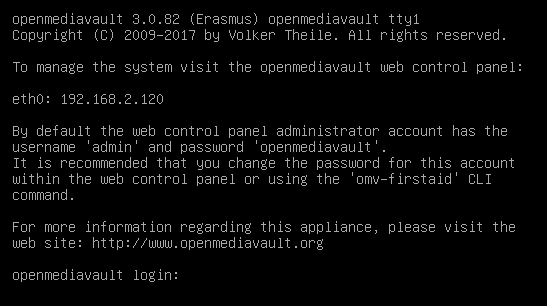 openmediavault 3.0.82 (Erasmus) openmediavault tty1
Copyright (C) 2009-2017 by Volker Theile. All rights reserved.
To manage the system visit the openmediavault web control panel:
eth0: 192.168.2.120
By default the web control panel administrator account has the
username 'admin' and password 'openmediavault'.
It is recommended that you change the password for this account
within the web control panel or using the 'omv-firstaid' CLI
command.
For more information regarding this appliance, please visit the
web site: http://www.openmediavault.org
openmediavault login: